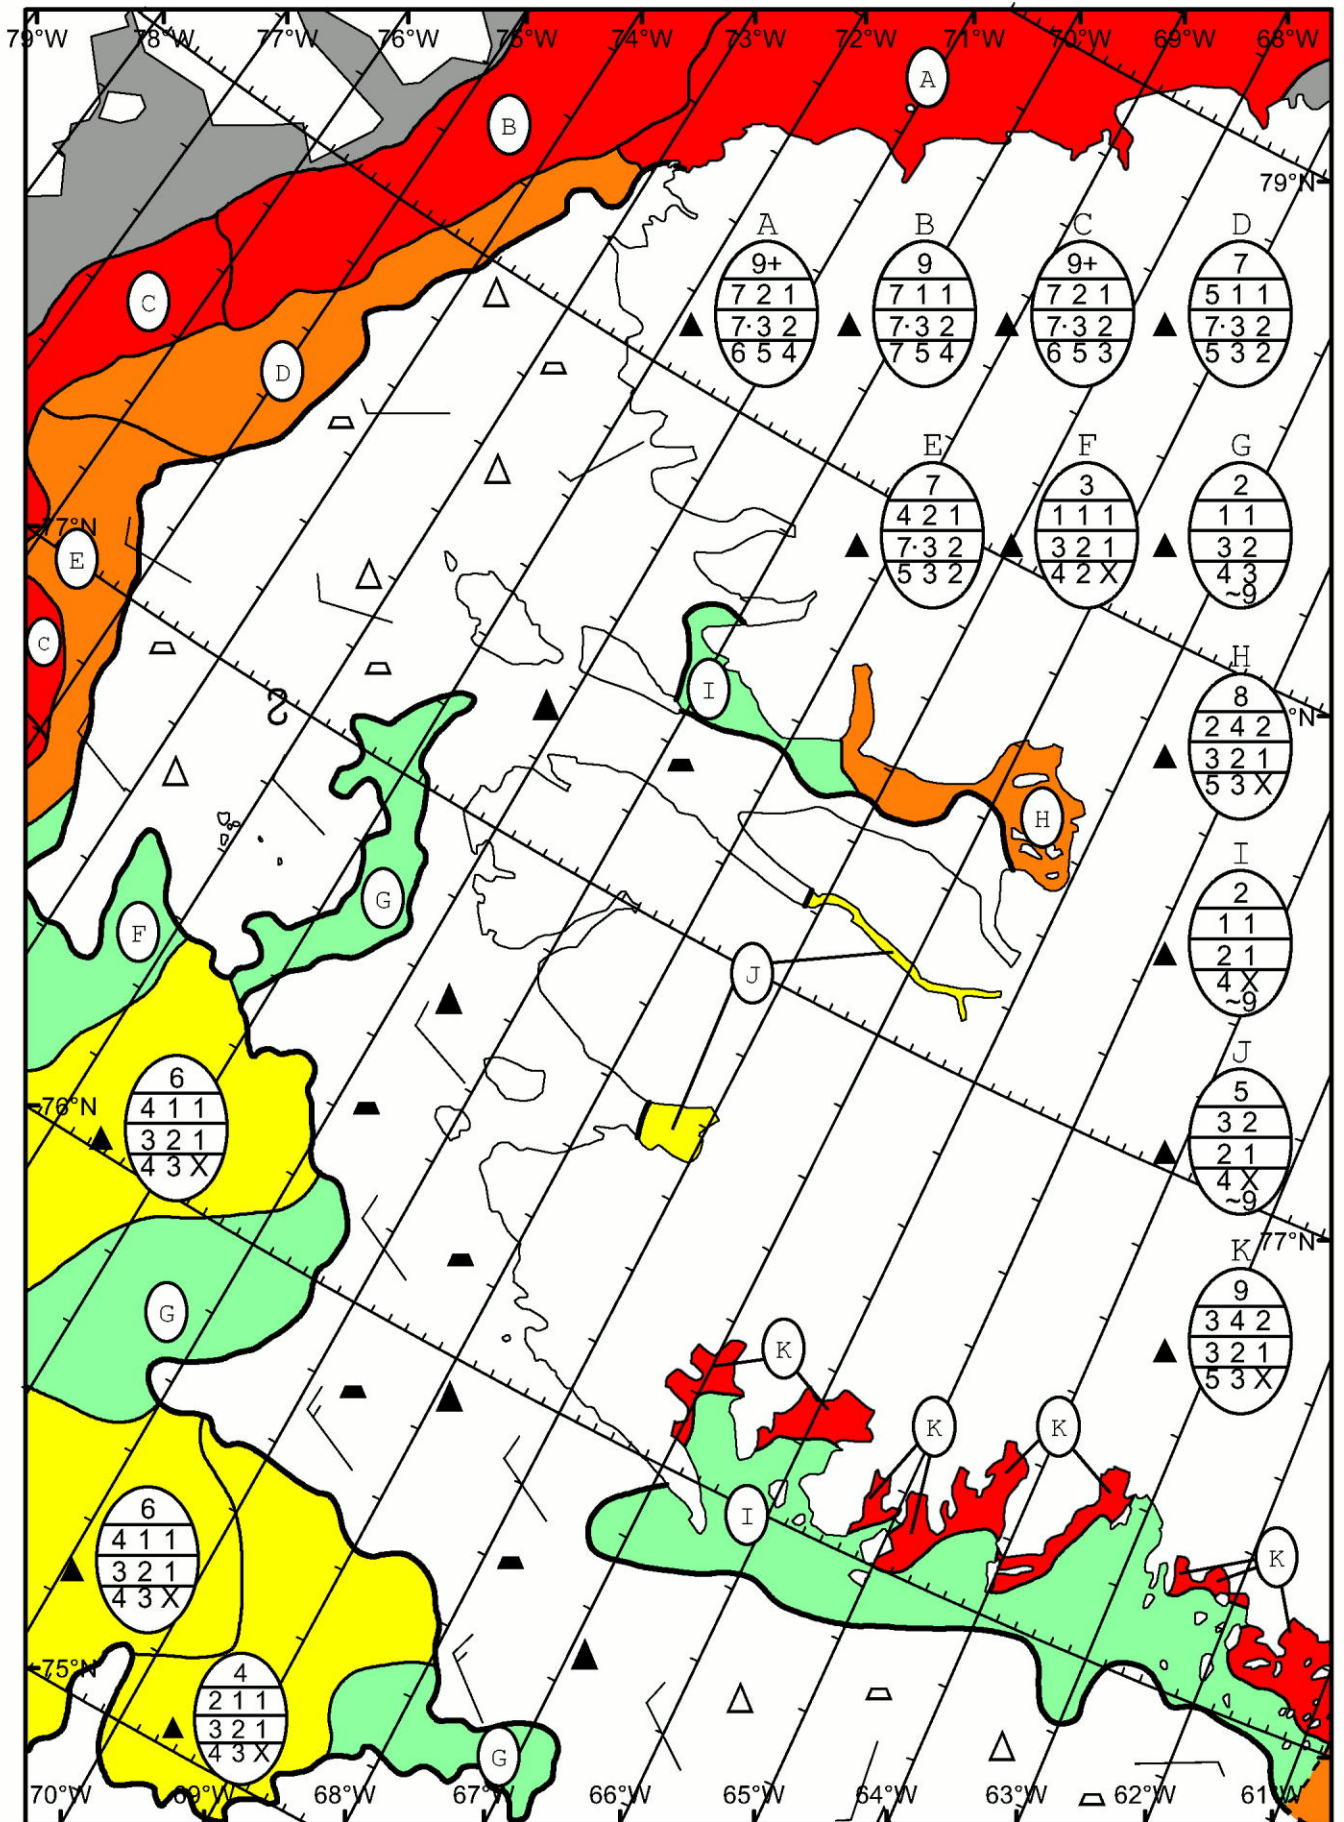 79°W 78°W 77°W 76°W 75°W 74°W 73°W 72°W 71°W 70°W 69°W 68°W
A
B
79°N
A B C D
9+ 9 9+ 7
7 2 1 7 1 1 7 2 1 5 1 1
7·3 2 7·3 2 7·3 2 7·3 2
6 5 4 7 5 4 6 5 3 5 3 2
C
D
E F G
7 3 2
4 2 1 1 1 1 1 1
7·3 2 3 2 1 3 2
5 3 2 4 2 X 4 3
~9
77°N
E
C
H
8
2 4 2
3 2 1
5 3 X
°N
I
H
I
2
1 1
2 1
4 X
~9
G
F
J
J
5
3 2
2 1
4 X
~9
76°N
6
4 1 1
3 2 1
4 3 X
77°N
K
9
3 4 2
3 2 1
5 3 X
G
K
K
K
I
K
6
4 1 1
3 2 1
4 3 X
75°N
4
2 1 1
3 2 1
4 3 X
G
70°W 69°W 68°W 67°W 66°W 65°W 64°W 63°W 62°W 61°W